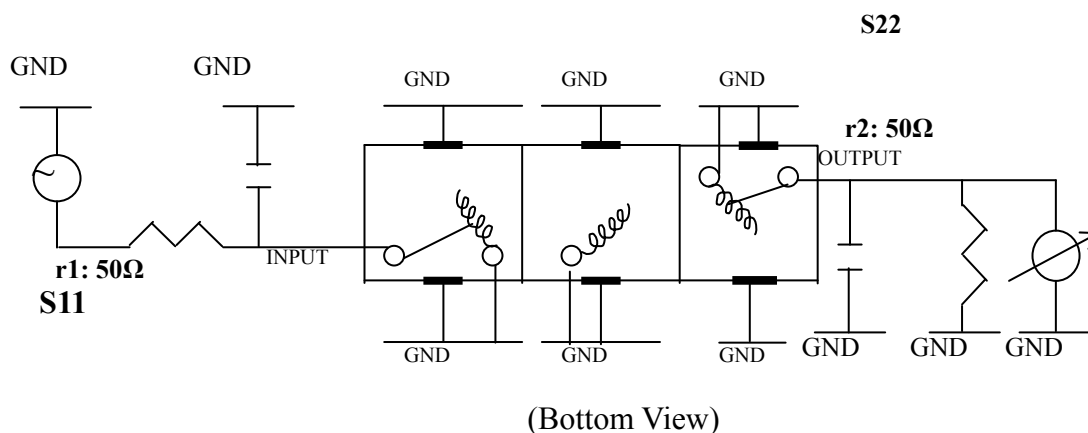 S22
GND
GND
GND
GND
GND
r2: 50Ω
OUTPUT
INPUT
r1: 50Ω
S11
GND
GND
GND
GND
GND
GND
(Bottom View)